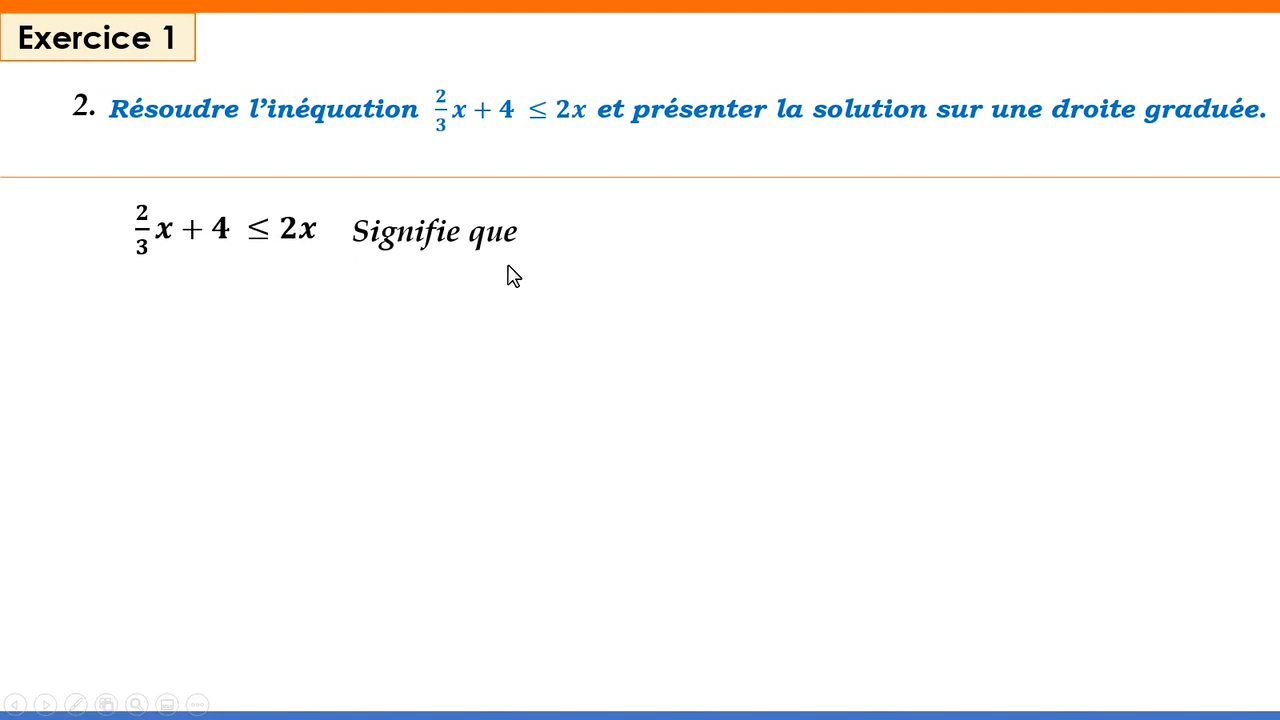 Exercice 1
2. Résoudre l'inéquation 2/3 x + 4 ≤ 2x et présenter la solution sur une droite graduée.
2/3 x + 4 ≤ 2x Signifie que